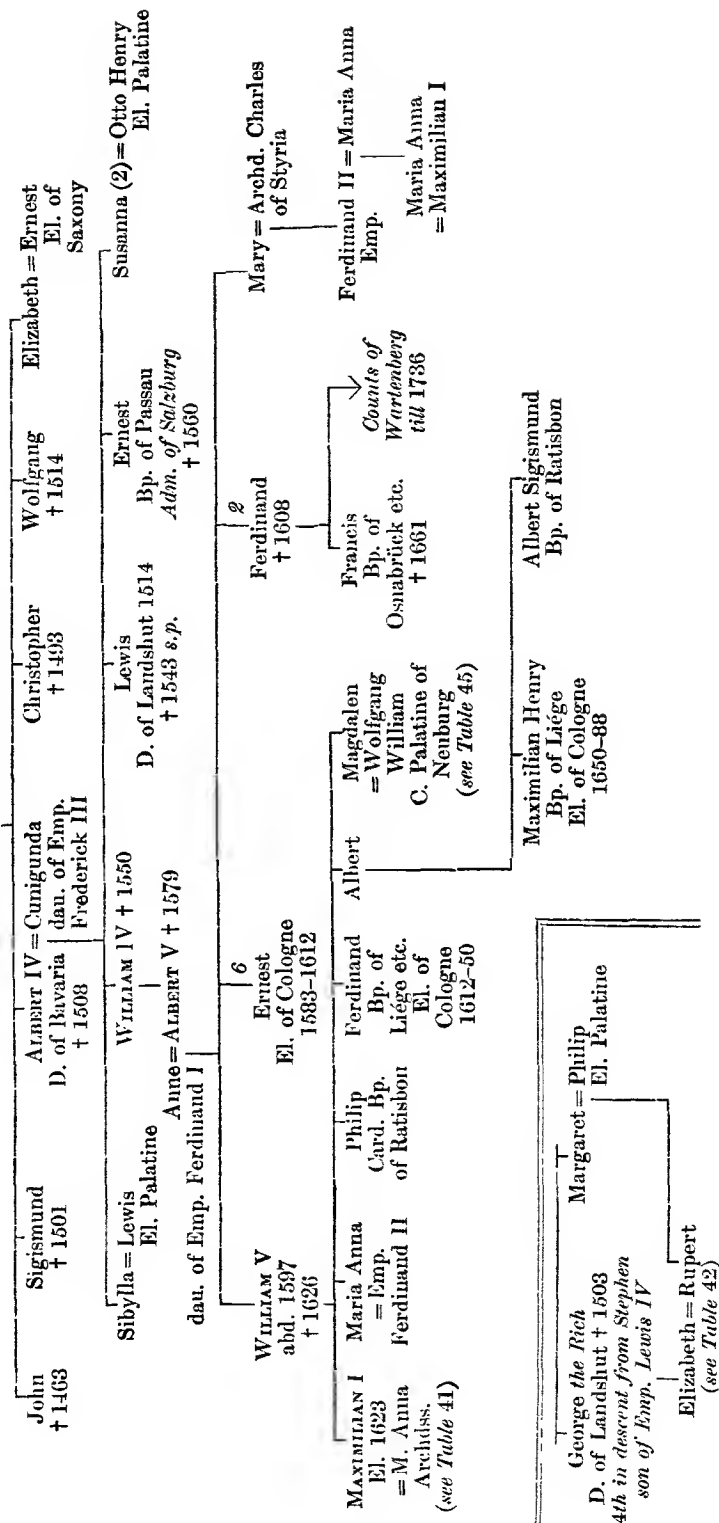 John
† 1463
Sigismund
† 1501
ALBERT IV = Cunigunda
D. of Bavaria dau. of Emp.
† 1508 Frederick III
Christopher
† 1493
Wolfgang
† 1514
Elizabeth = Ernest
El. of
Saxony
Sibylla = Lewis
El. Palatine
WILLIAM IV † 1550
Lewis
D. of Landshut 1514
† 1543 s.p.
Ernest
Bp. of Passau
Adm. of Salzburg
† 1560
Susanna (2) = Otto Henry
El. Palatine
Anne = ALBERT V † 1579
dau. of Emp. Ferdinand I
WILLIAM V
abd. 1597
† 1626
6
Ernest
El. of Cologne
1583–1612
2
Ferdinand
† 1608
Mary = Archd. Charles
of Styria
Francis
Bp. of
Osnabrück etc.
† 1661
Counts of
Wartenberg
till 1736
Ferdinand II = Maria Anna
Emp.
Maria Anna
= Maximilian I
MAXIMILIAN I
El. 1623
= M. Anna
Archdss.
(see Table 41)
Maria Anna
= Emp.
Ferdinand II
Philip
Card. Bp.
of Ratisbon
Ferdinand
Bp. of
Liége etc.
El. of
Cologne
1612–50
Albert
Magdalen
= Wolfgang
William
C. Palatine of
Neuburg
(see Table 45)
Maximilian Henry
Bp. of Liége
El. of Cologne
1650–88
Albert Sigismund
Bp. of Ratisbon
George the Rich
D. of Landshut † 1503
4th in descent from Stephen
son of Emp. Lewis IV
Margaret = Philip
El. Palatine
Elizabeth = Rupert
(see Table 42)